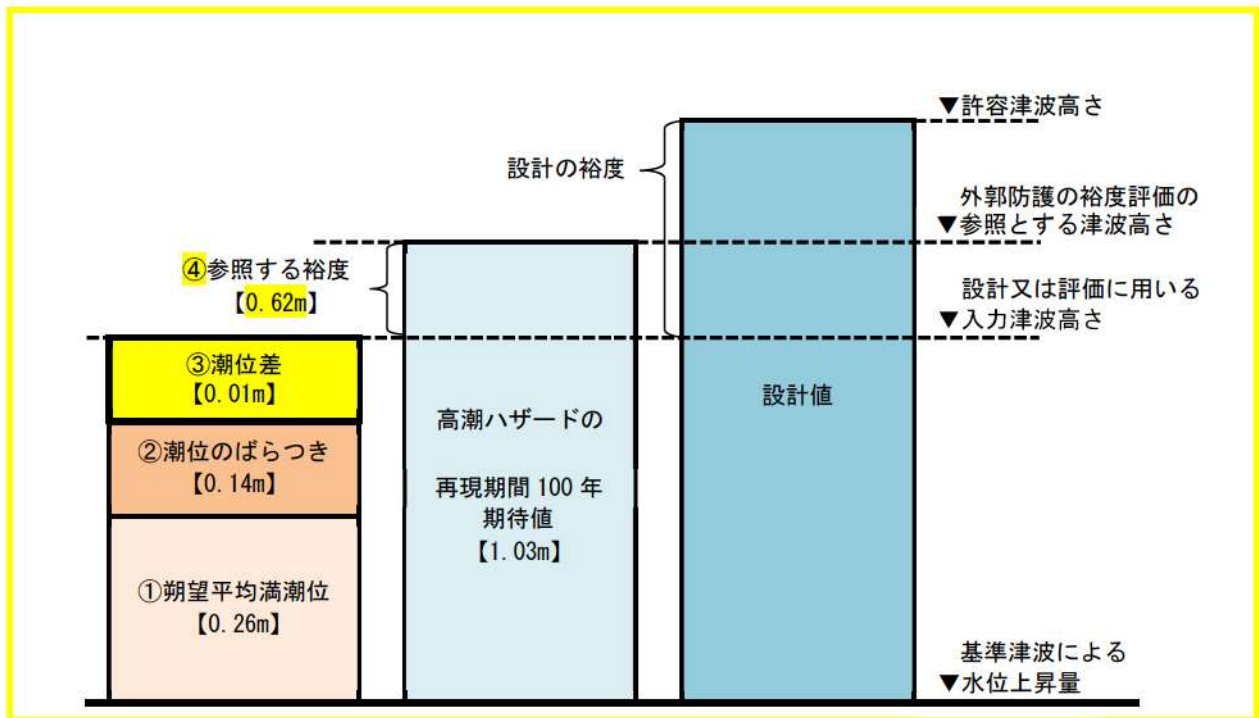 ▼許容津波高さ
設計の裕度
外郭防護の裕度評価の
▼参照とする津波高さ
④参照する裕度
【0.62m】
設計又は評価に用いる
▼入力津波高さ
③潮位差
【0.01m】
②潮位のばらつき
【0.14m】
①朔望平均満潮位
【0.26m】
高潮ハザードの
再現期間 100 年
期待値
【1.03m】
設計値
基準津波による
▼水位上昇量